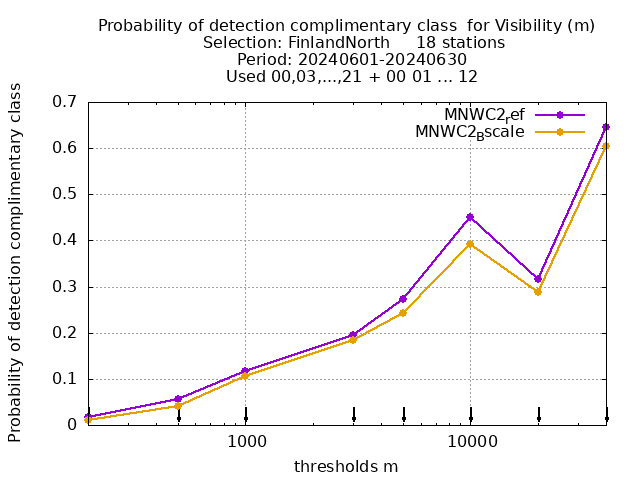 Probability of detection complimentary class  for Visibility (m)
Selection: FinlandNorth     18 stations
Period: 20240601-20240630
Used 00,03,...,21 + 00 01 ... 12
Probability of detection complimentary class
0.7
0.6
0.5
0.4
0.3
0.2
0.1
0
MNWC2ref
MNWC2Bscale
1000
10000
thresholds m